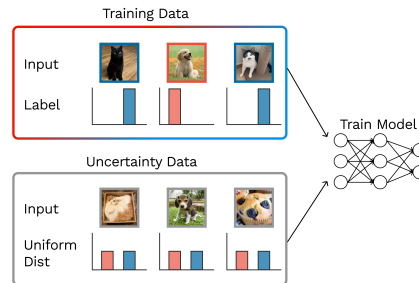 Training Data
Input
Label
Train Model
Uncertainty Data
Input
Uniform
Dist